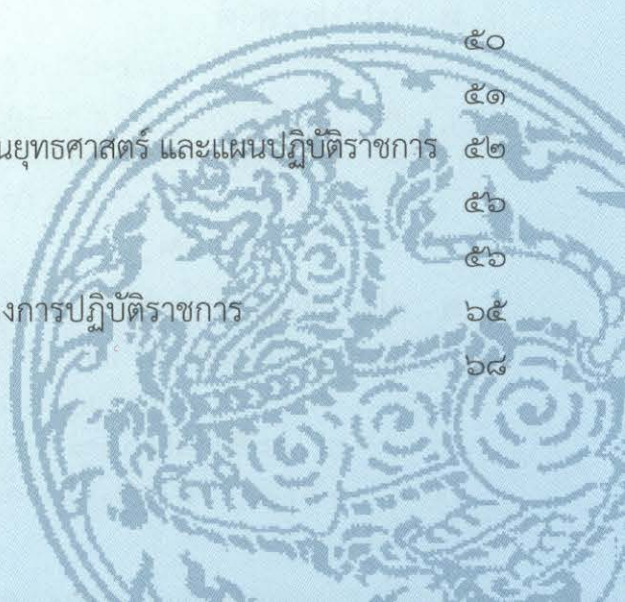 ๕๐
๕๑
นยุทธศาสตร์ และแผนปฏิบัติราชการ ๕๒
๕๖
๕๖
งการปฏิบัติราชการ ๖๕
๖๘